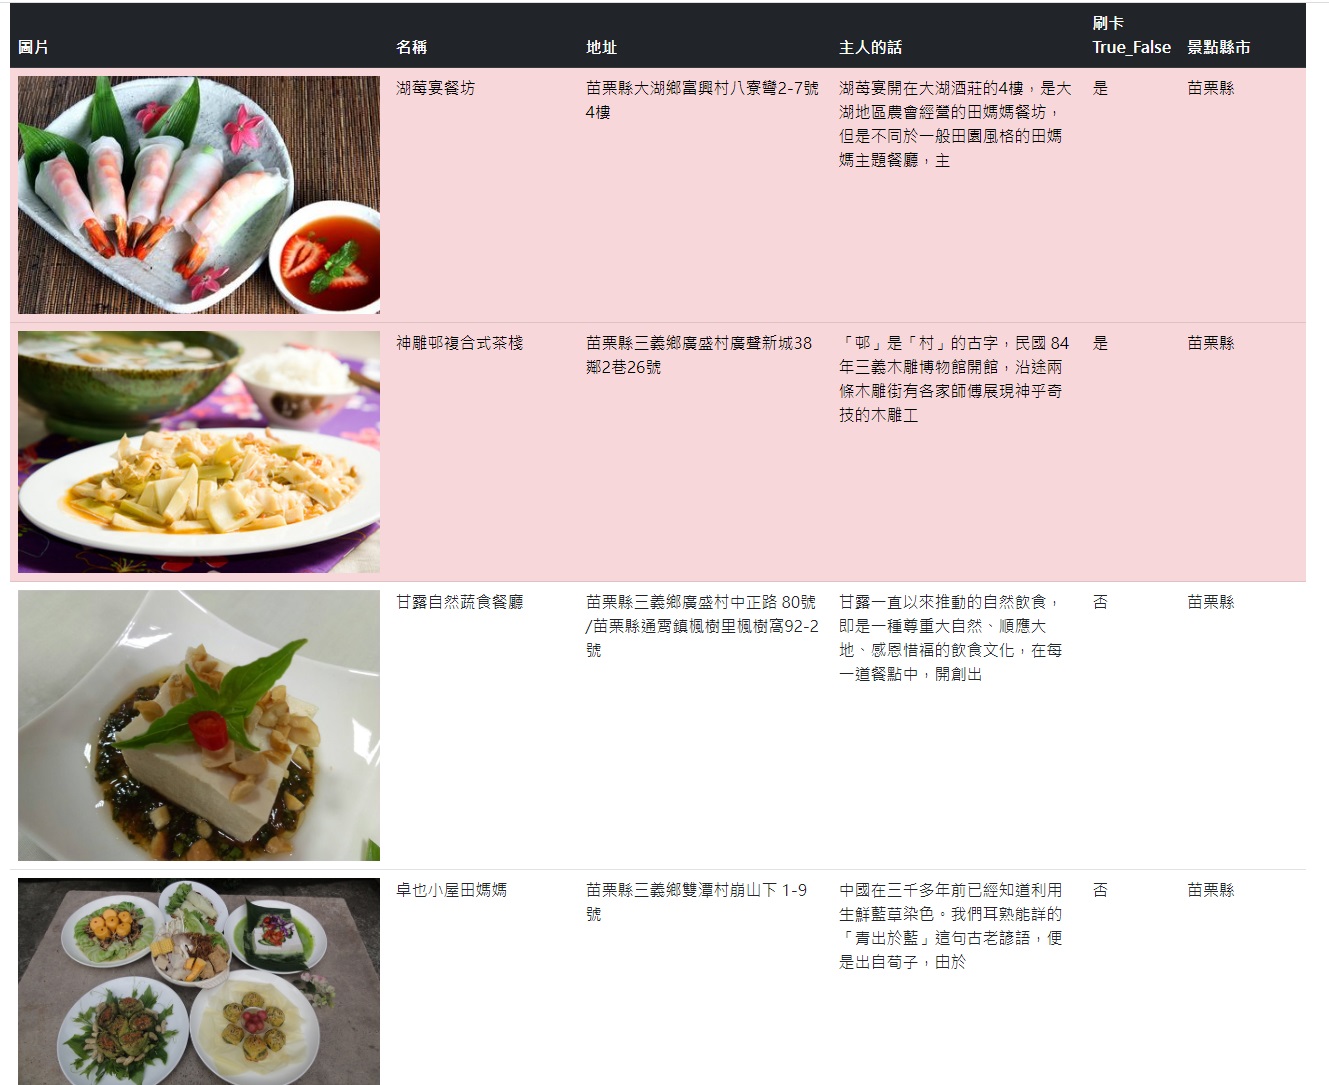 圖片
名稱
地址
主人的話
刷卡
True_False
景點縣市
湖莓宴餐坊
苗栗縣大湖鄉富興村八寮彎2-7號
4樓
湖莓宴開在大湖酒莊的4樓，是大
湖地區農會經營的田媽媽餐坊，
但是不同於一般田園風格的田媽
媽主題餐廳，主
是
苗栗縣
神雕邨複合式茶棧
苗栗縣三義鄉廣盛村廣聲新城38
鄰2巷26號
「邨」是「村」的古字，民國 84
年三義木雕博物館開館，沿途兩
條木雕街有各家師傅展現神乎奇
技的木雕工
是
苗栗縣
甘露自然蔬食餐廳
苗栗縣三義鄉廣盛村中正路 80號
/苗栗縣通霄鎮楓樹里楓樹窩92-2
號
甘露一直以來推動的自然飲食，
即是一種尊重大自然、順應大
地、感恩惜福的飲食文化，在每
一道餐點中，開創出
否
苗栗縣
卓也小屋田媽媽
苗栗縣三義鄉雙潭村崩山下 1-9
號
中國在三千多年前已經知道利用
生鮮藍草染色。我們耳熟能詳的
「青出於藍」這句古老諺語，便
是出自荀子，由於
否
苗栗縣